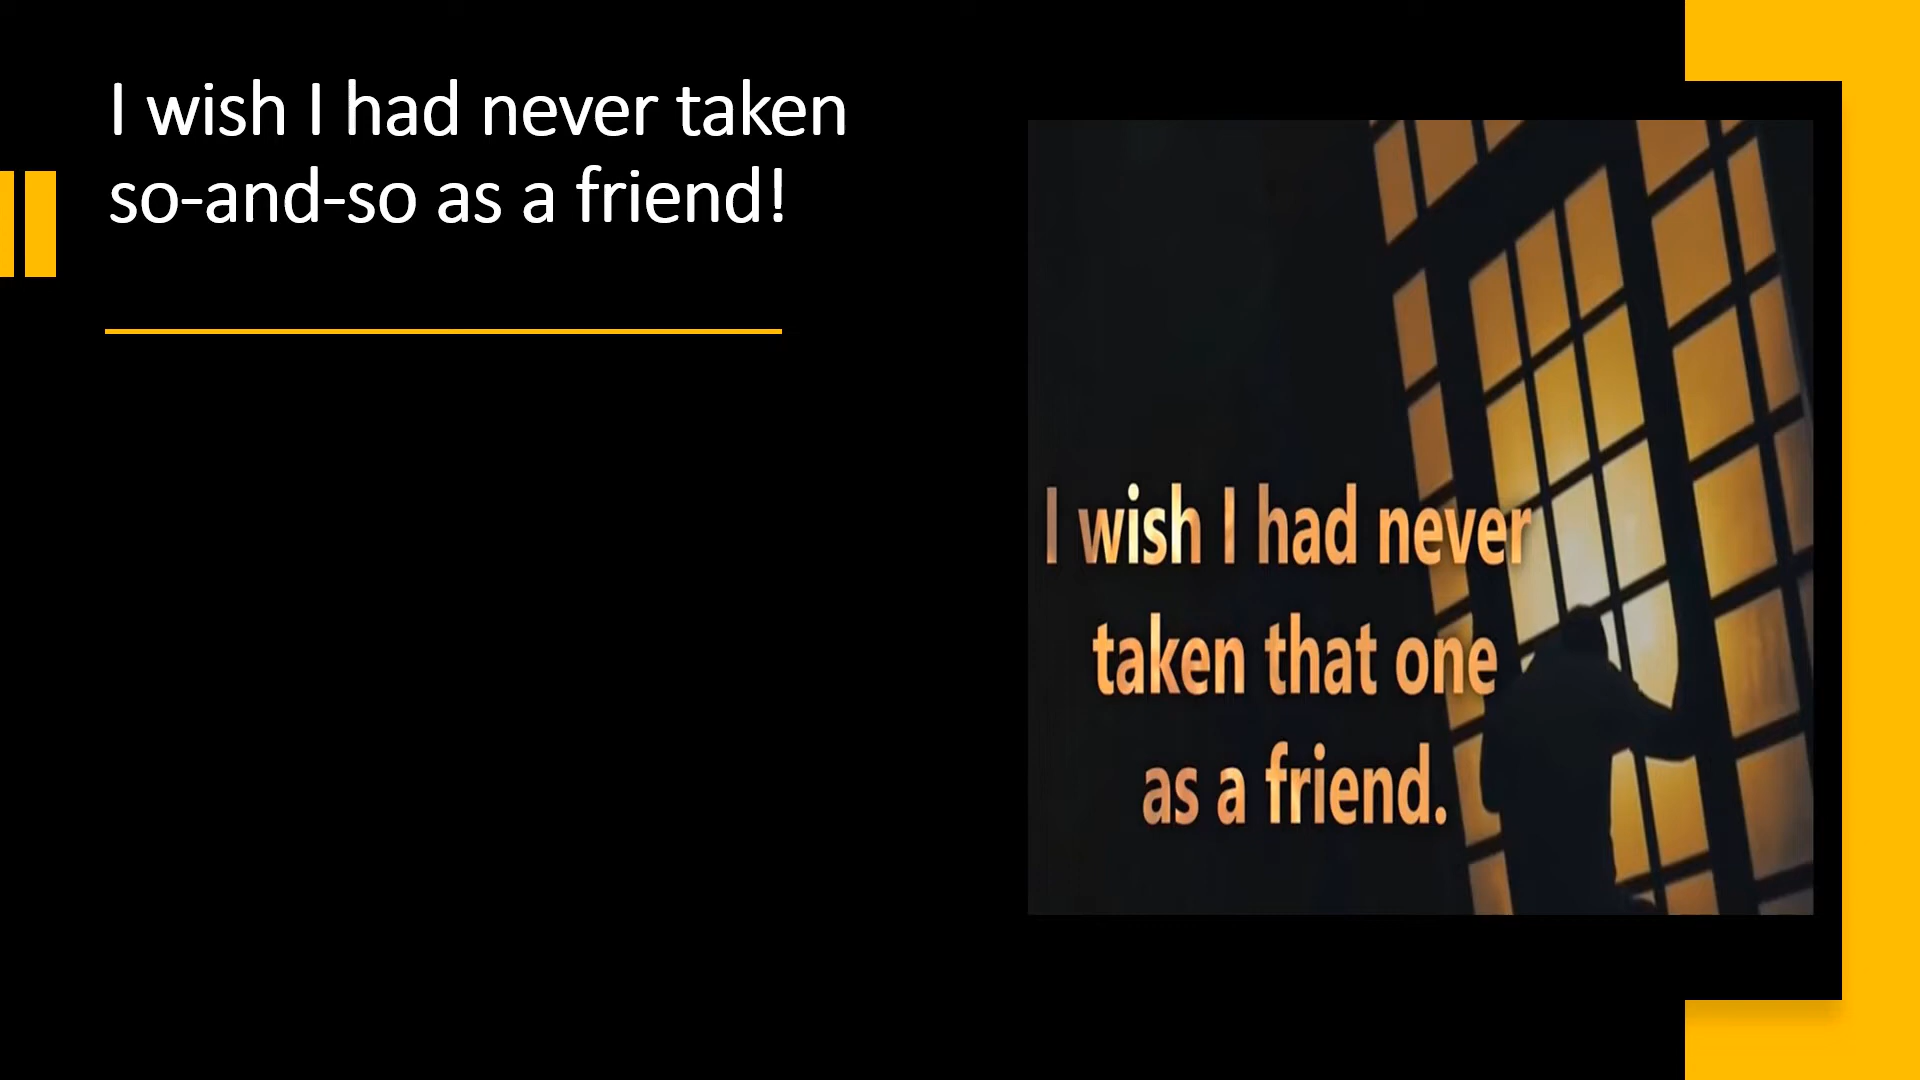 I wish I had never taken
so-and-so as a friend!
I wish I had never
taken that one
as a friend.